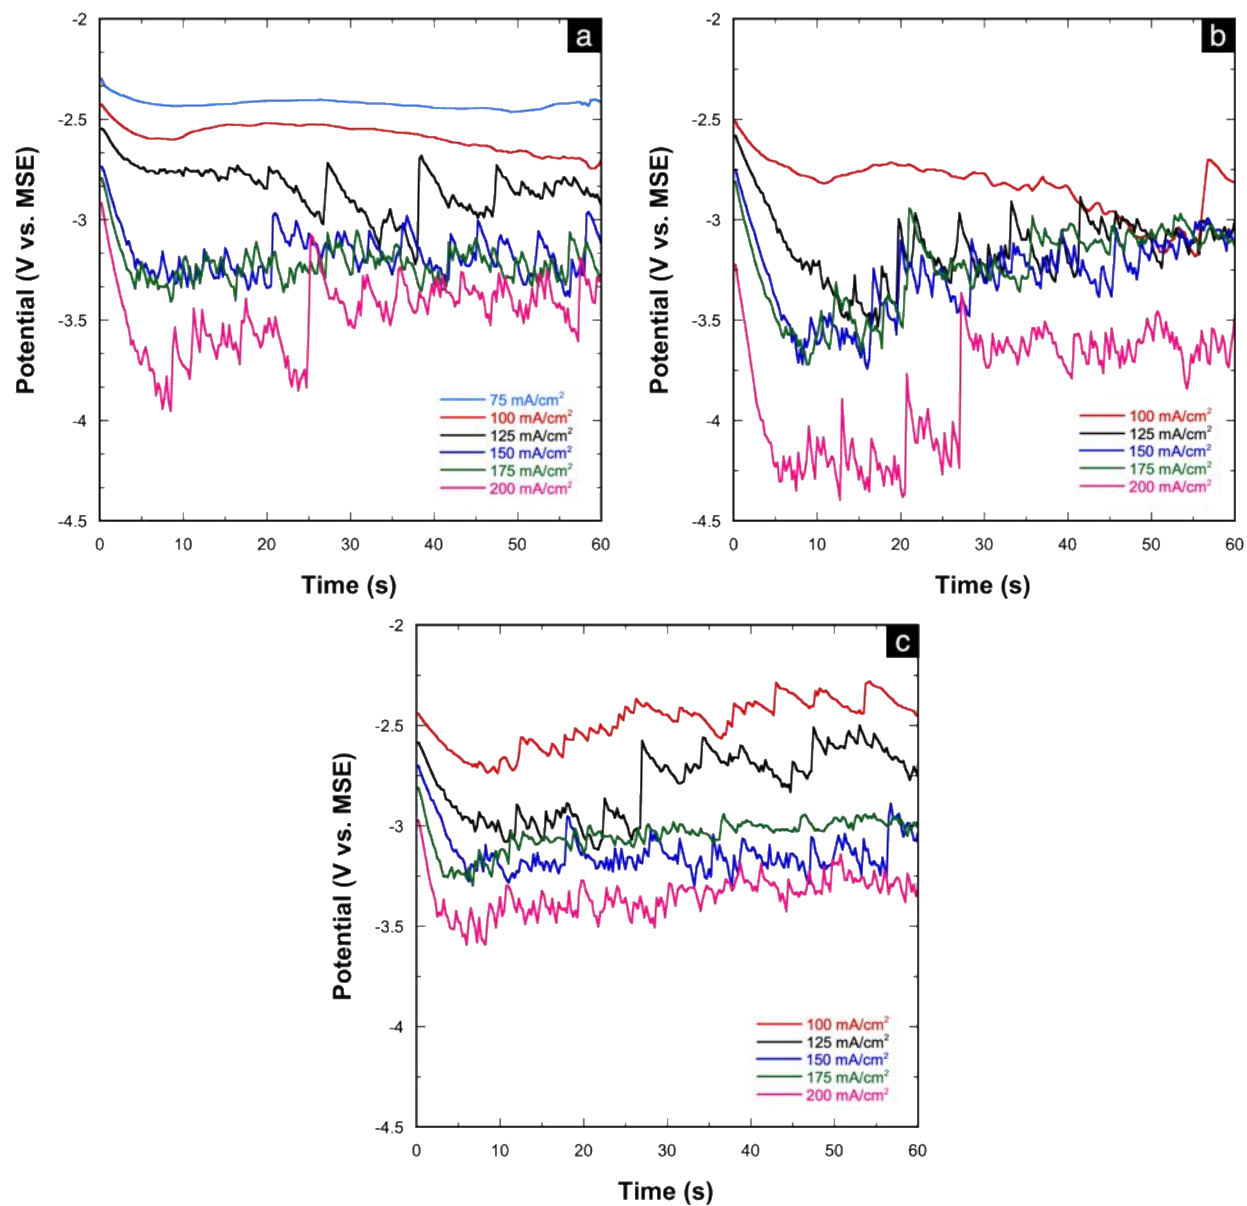 a
-2
-2.5
-3
-3.5
-4
-4.5
Potential (V vs. MSE)
75 mA/cm²
100 mA/cm²
125 mA/cm²
150 mA/cm²
175 mA/cm²
200 mA/cm²
0 10 20 30 40 50 60
Time (s)
b
-2
-2.5
-3
-3.5
-4
-4.5
Potential (V vs. MSE)
100 mA/cm²
125 mA/cm²
150 mA/cm²
175 mA/cm²
200 mA/cm²
0 10 20 30 40 50 60
Time (s)
c
-2
-2.5
-3
-3.5
-4
-4.5
Potential (V vs. MSE)
100 mA/cm²
125 mA/cm²
150 mA/cm²
175 mA/cm²
200 mA/cm²
0 10 20 30 40 50 60
Time (s)